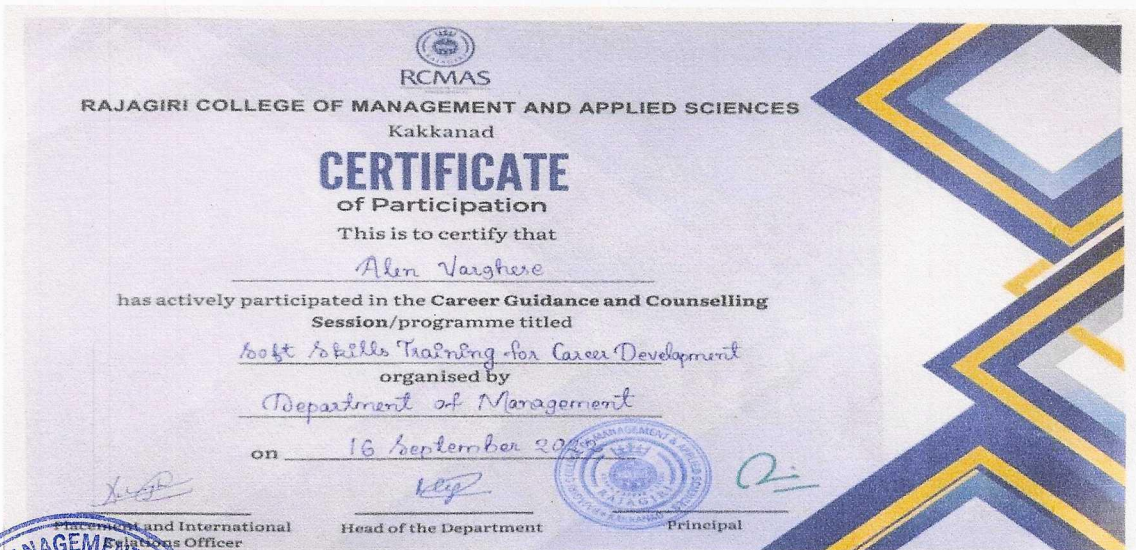 RCMAS
RAJAGIRI COLLEGE OF MANAGEMENT AND APPLIED SCIENCES
Kakkanad
CERTIFICATE
of Participation
This is to certify that
Alen Varghese
has actively participated in the Career Guidance and Counselling
Session/programme titled
Soft Skills Training for Career Development
organised by
Department of Management
on 16 September
RAJAGIRI
Placement and International
Relations Officer
Head of the Department
Principal